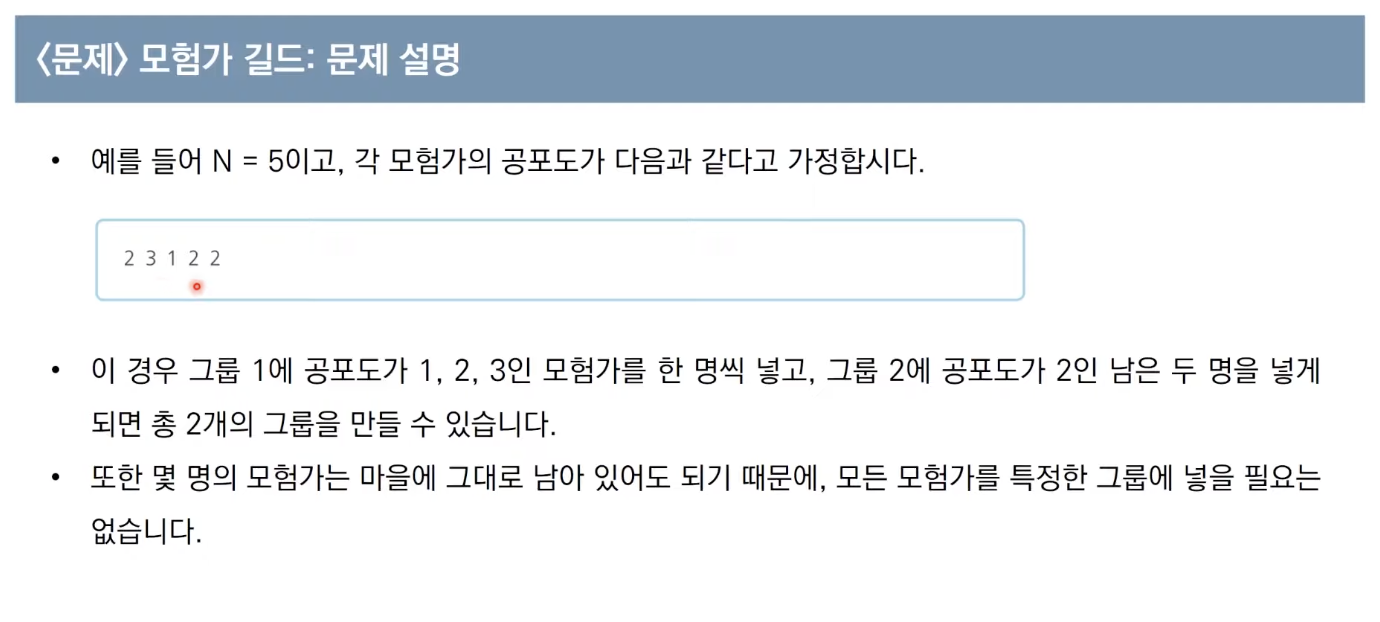 〈문제〉 모험가 길드: 문제 설명
• 예를 들어 N = 5이고, 각 모험가의 공포도가 다음과 같다고 가정합시다.
2 3 1 2 2
• 이 경우 그룹 1에 공포도가 1, 2, 3인 모험가를 한 명씩 넣고, 그룹 2에 공포도가 2인 남은 두 명을 넣게
되면 총 2개의 그룹을 만들 수 있습니다.
• 또한 몇 명의 모험가는 마을에 그대로 남아 있어도 되기 때문에, 모든 모험가를 특정한 그룹에 넣을 필요는
없습니다.